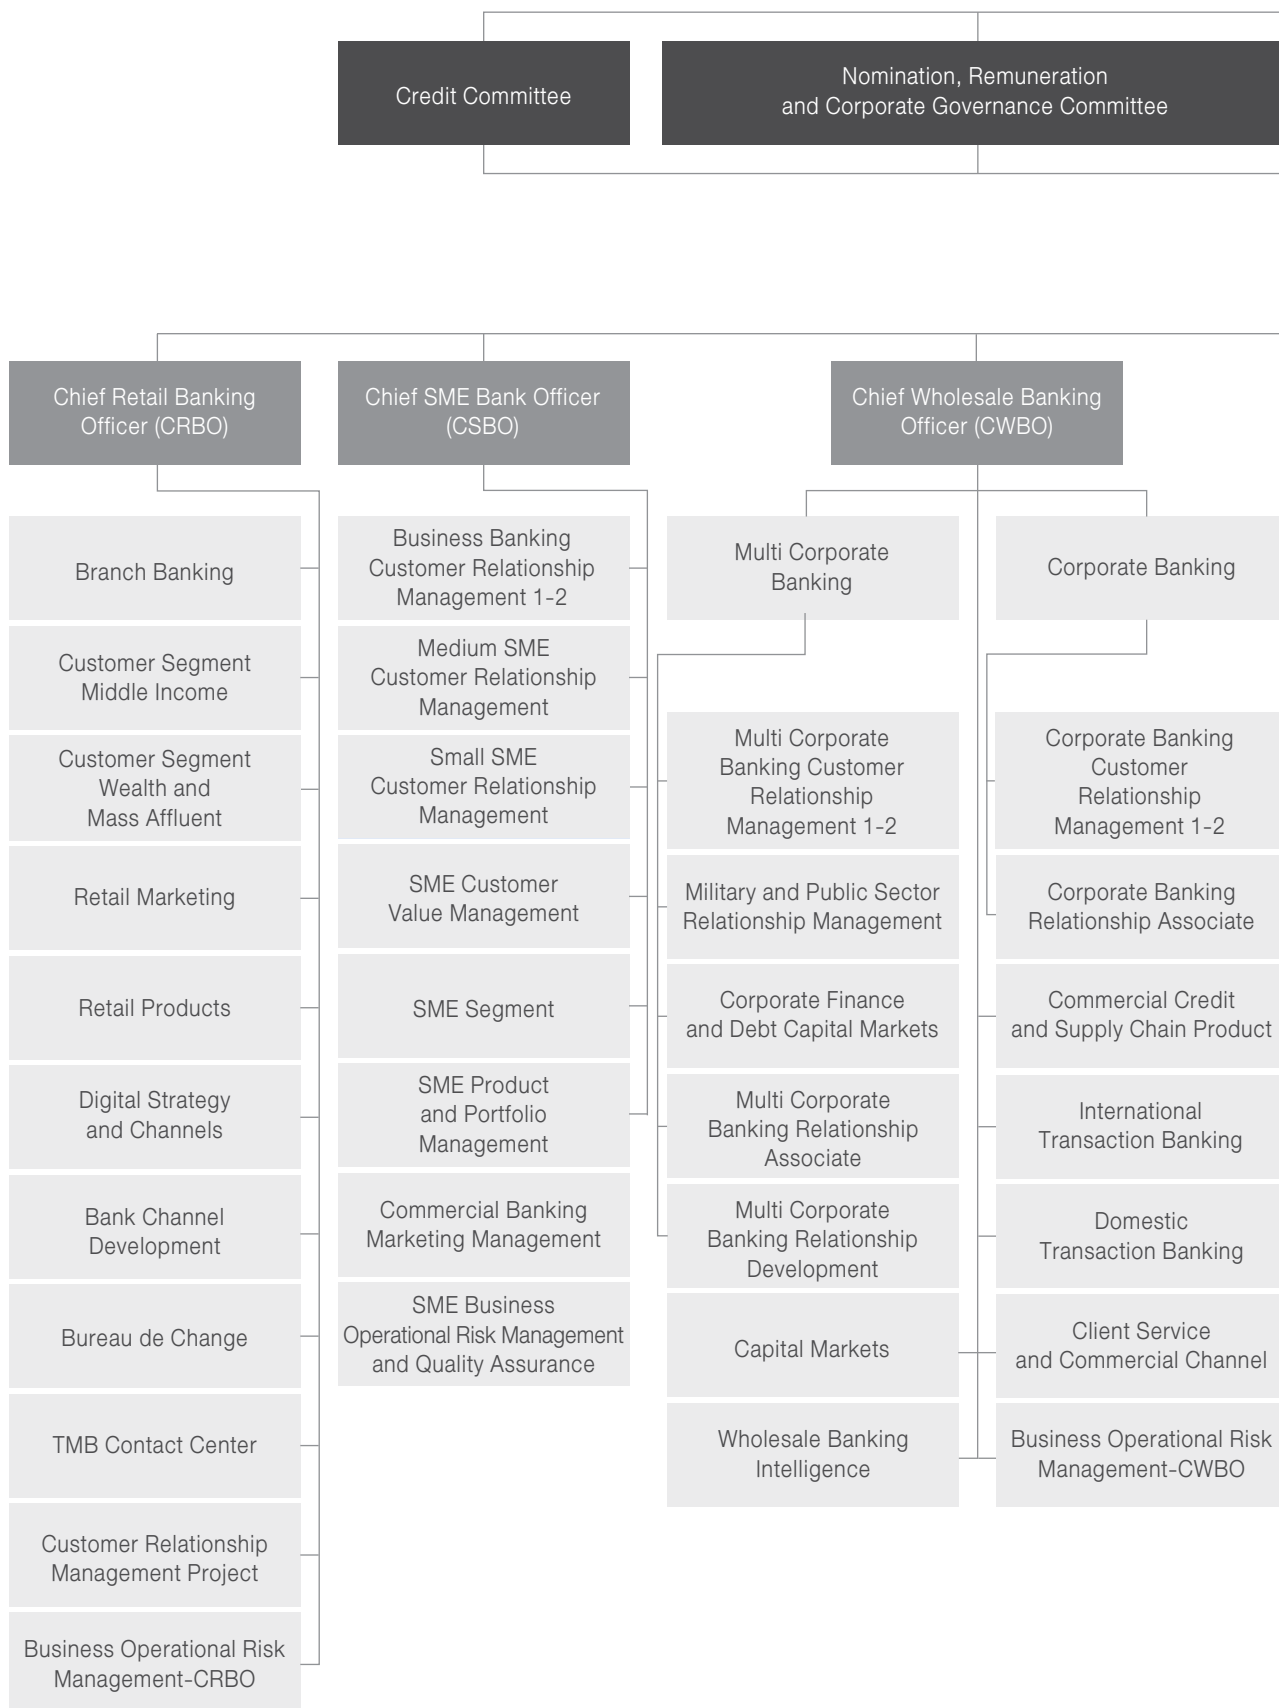 Credit Committee
Nomination, Remuneration
and Corporate Governance Committee
Chief Retail Banking
Officer (CRBO)
Branch Banking
Customer Segment
Middle Income
Customer Segment
Wealth and
Mass Affluent
Retail Marketing
Retail Products
Digital Strategy
and Channels
Bank Channel
Development
Bureau de Change
TMB Contact Center
Customer Relationship
Management Project
Business Operational Risk
Management-CRBO
Chief SME Bank Officer
(CSBO)
Business Banking
Customer Relationship
Management 1-2
Medium SME
Customer Relationship
Management
Small SME
Customer Relationship
Management
SME Customer
Value Management
SME Segment
SME Product
and Portfolio
Management
Commercial Banking
Marketing Management
SME Business
Operational Risk Management
and Quality Assurance
Chief Wholesale Banking
Officer (CWBO)
Multi Corporate
Banking
Multi Corporate
Banking Customer
Relationship
Management 1-2
Military and Public Sector
Relationship Management
Corporate Finance
and Debt Capital Markets
Multi Corporate
Banking Relationship
Associate
Multi Corporate
Banking Relationship
Development
Capital Markets
Wholesale Banking
Intelligence
Corporate Banking
Corporate Banking
Customer
Relationship
Management 1-2
Corporate Banking
Relationship Associate
Commercial Credit
and Supply Chain Product
International
Transaction Banking
Domestic
Transaction Banking
Client Service
and Commercial Channel
Business Operational Risk
Management-CWBO